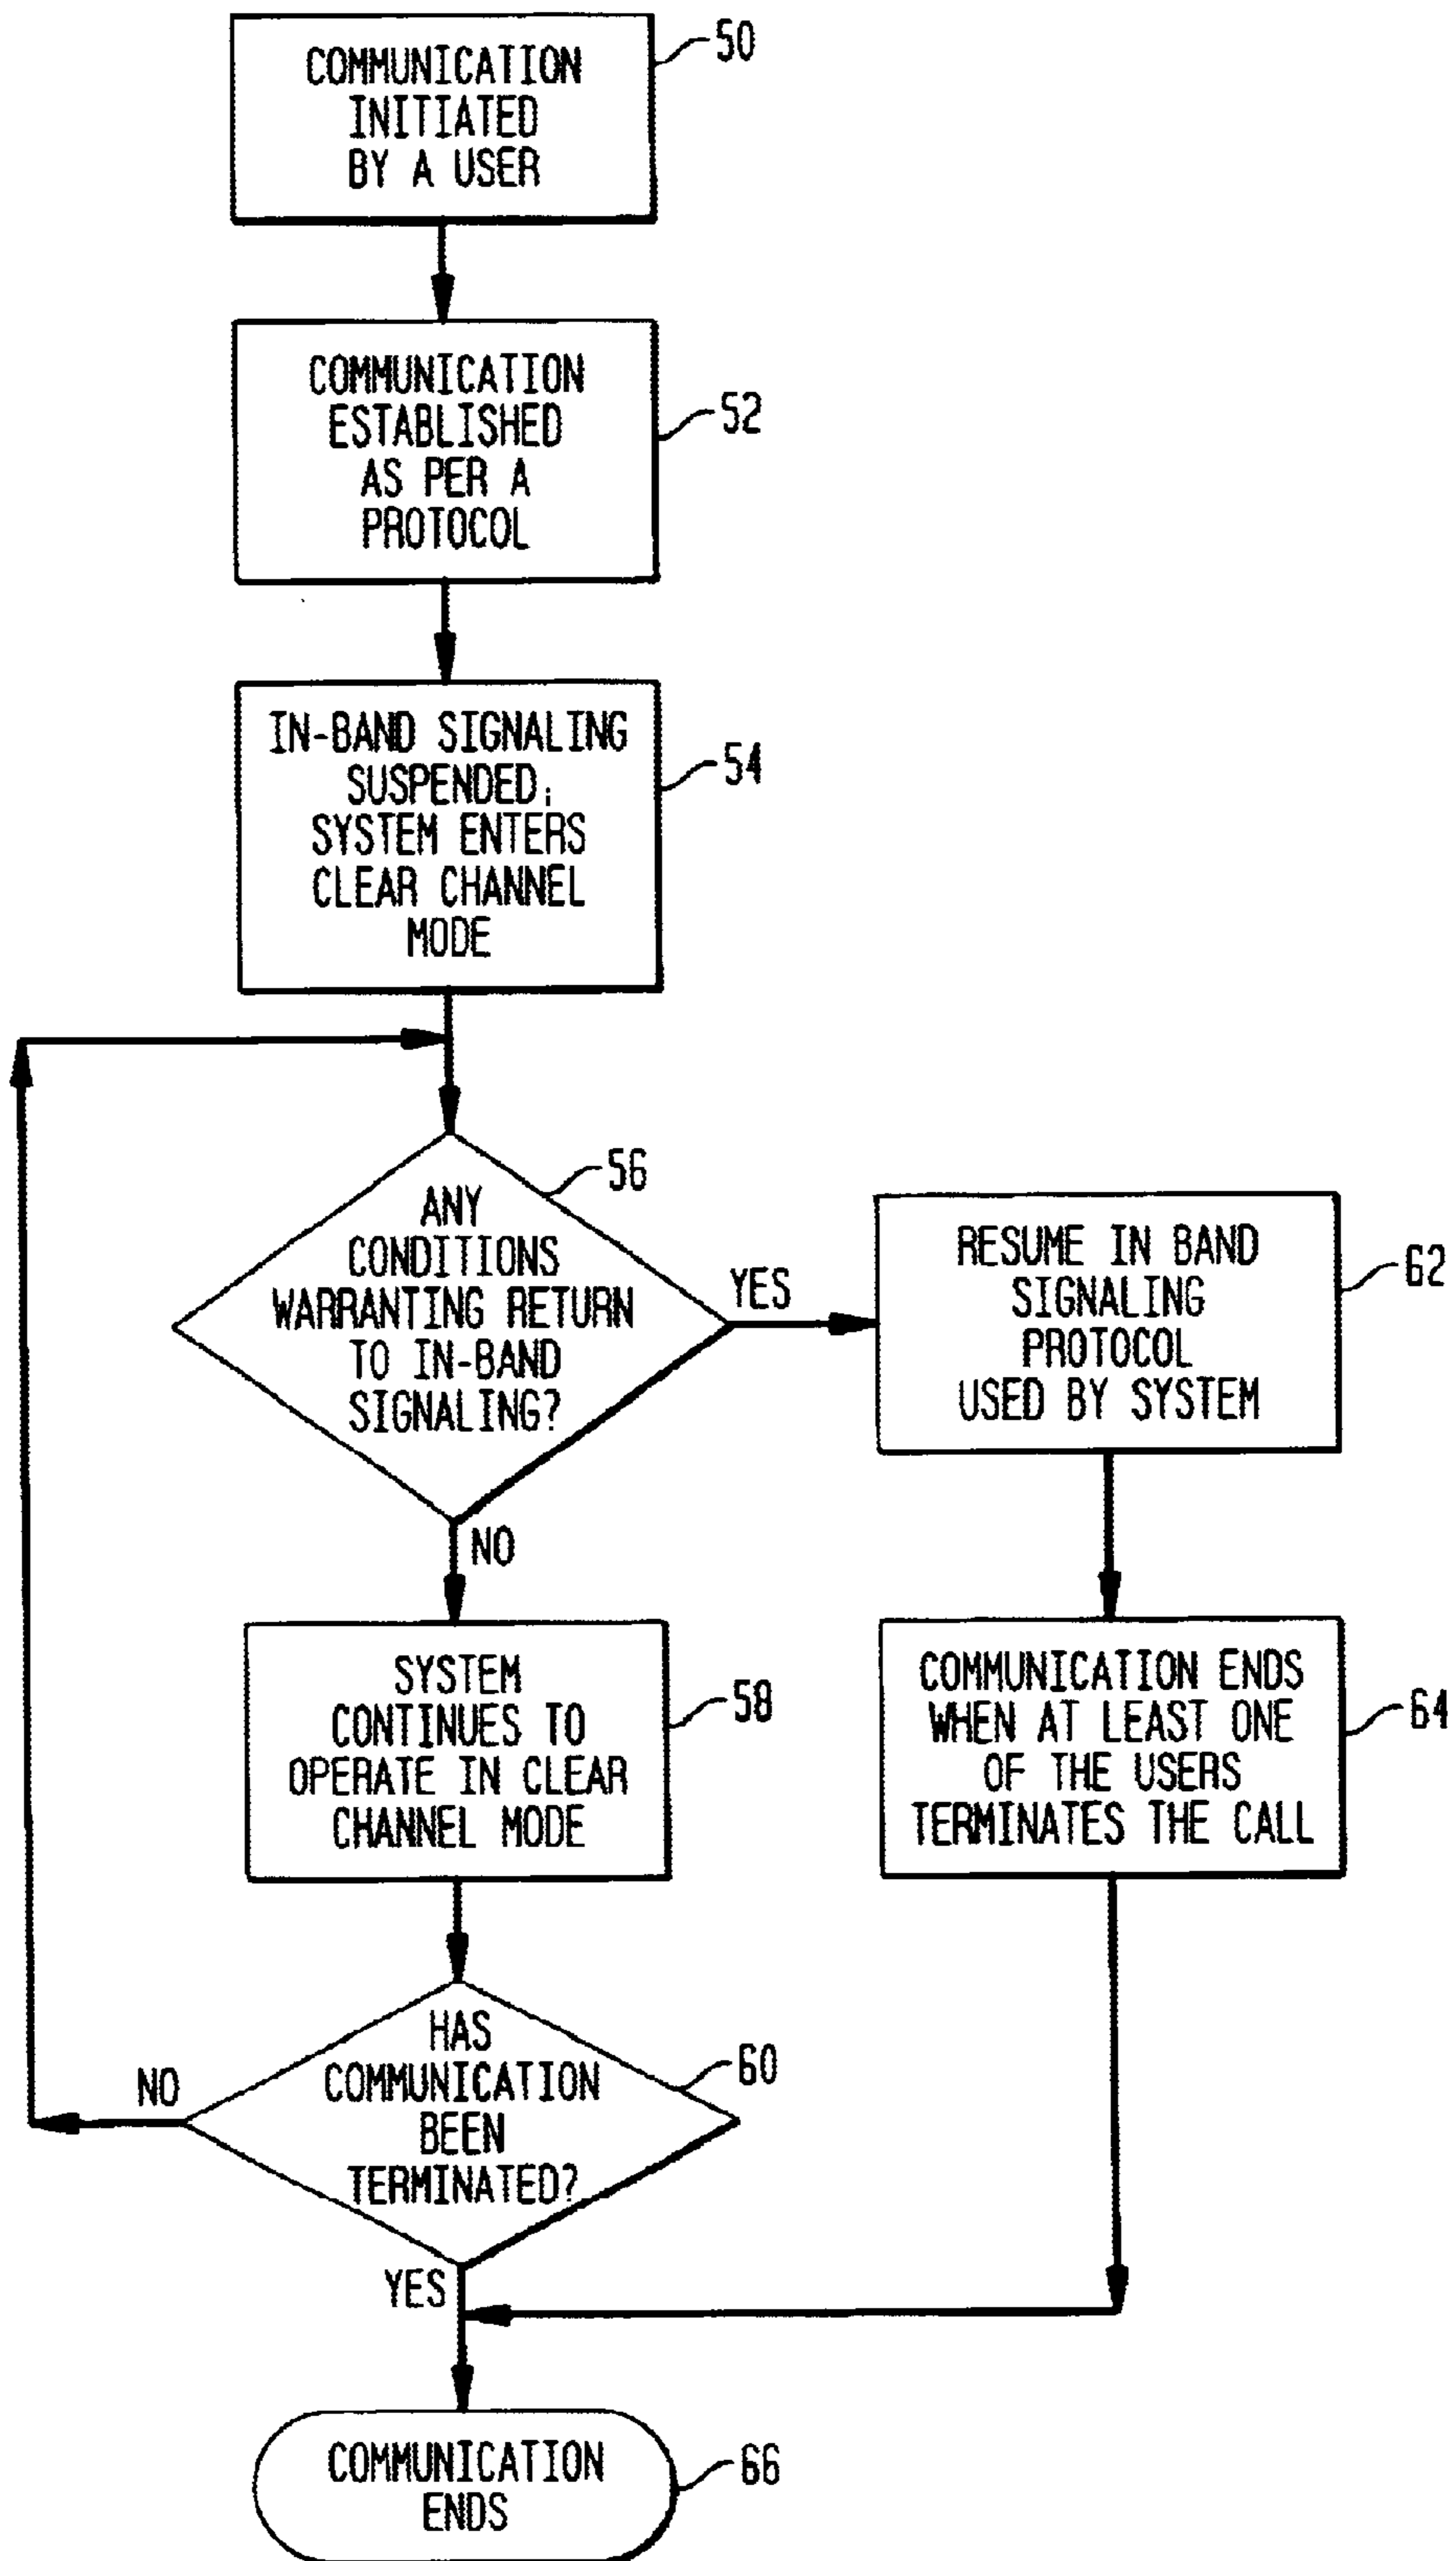 COMMUNICATION
INITIATED
BY A USER
50
COMMUNICATION
ESTABLISHED
AS PER A
PROTOCOL
52
IN-BAND SIGNALING
SUSPENDED;
SYSTEM ENTERS
CLEAR CHANNEL
MODE
54
ANY
CONDITIONS
WARRANTING RETURN
TO IN-BAND
SIGNALING?
56
YES
RESUME IN BAND
SIGNALING
PROTOCOL
USED BY SYSTEM
62
NO
SYSTEM
CONTINUES TO
OPERATE IN CLEAR
CHANNEL MODE
58
COMMUNICATION ENDS
WHEN AT LEAST ONE
OF THE USERS
TERMINATES THE CALL
64
HAS
COMMUNICATION
BEEN
TERMINATED?
60
NO
YES
COMMUNICATION
ENDS
66